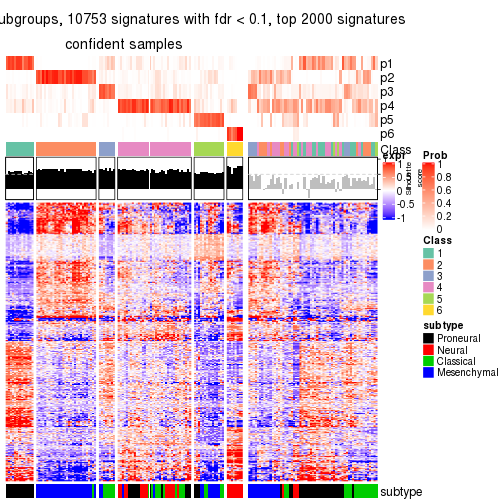 ubgroups, 10753 signatures with fdr < 0.1, top 2000 signatures
confident samples
p1
p2
p3
p4
p5
p6
Class
expr
1
0.5
0
-0.5
-1
Silhouette
score
Prob
1
0.8
0.6
0.4
0.2
0
Class
1
2
3
4
5
6
subtype
Proneural
Neural
Classical
Mesenchymal
subtype